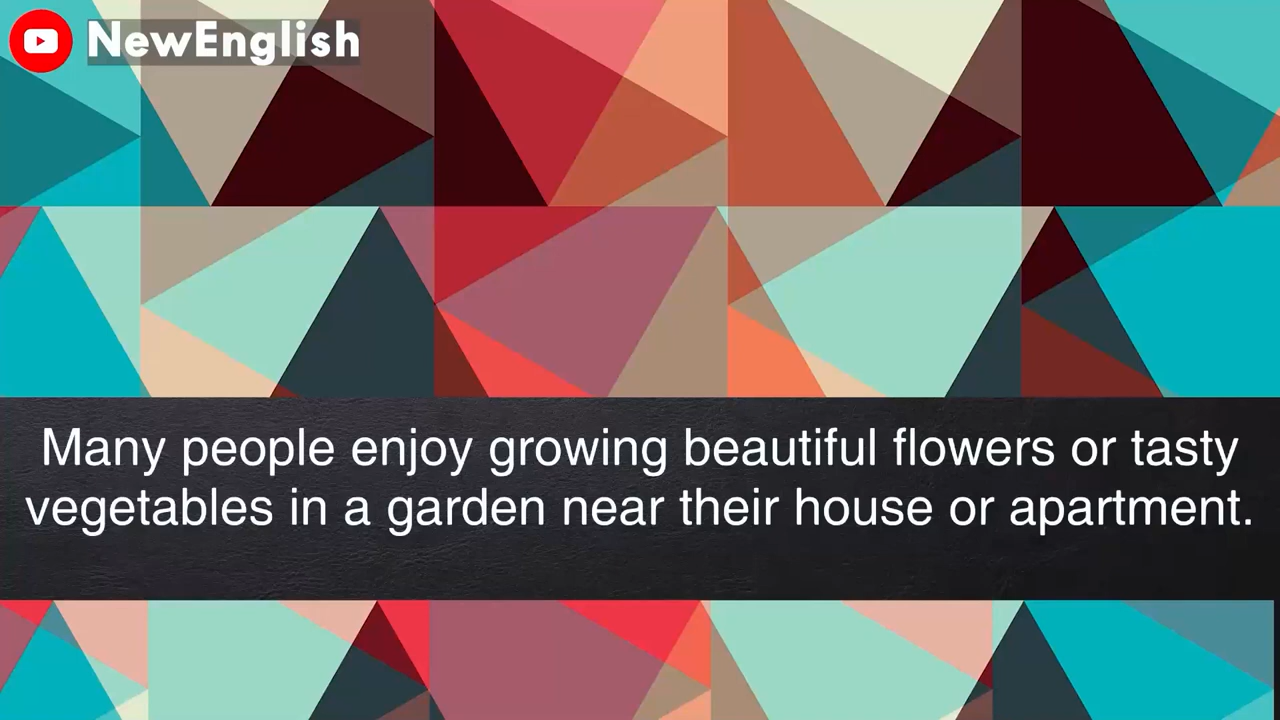 NewEnglish
Many people enjoy growing beautiful flowers or tasty
vegetables in a garden near their house or apartment.